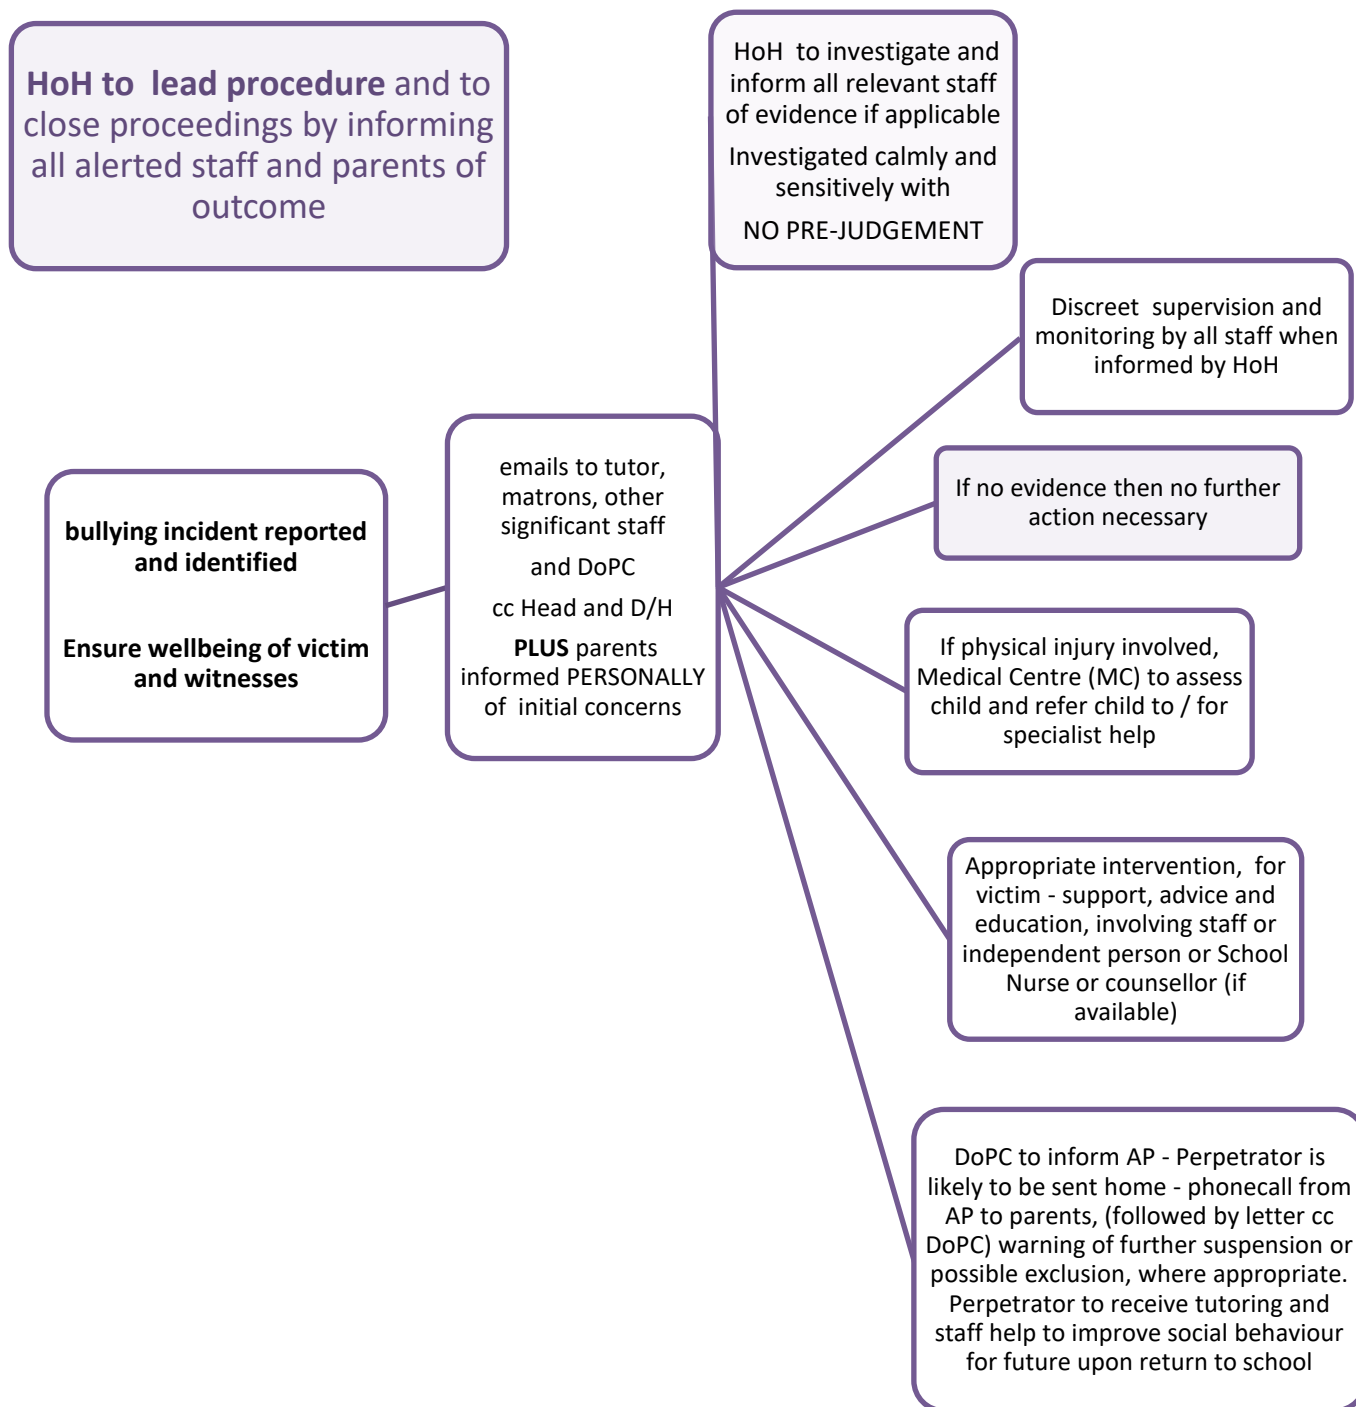 HoH to lead procedure and to
close proceedings by informing
all alerted staff and parents of
outcome
HoH to investigate and
inform all relevant staff
of evidence if applicable
Investigated calmly and
sensitively with
NO PRE-JUDGEMENT
Discreet supervision and
monitoring by all staff when
informed by HoH
bullying incident reported
and identified
Ensure wellbeing of victim
and witnesses
emails to tutor,
matrons, other
significant staff
and DoPC
cc Head and D/H
PLUS parents
informed PERSONALLY
of initial concerns
If no evidence then no further
action necessary
If physical injury involved,
Medical Centre (MC) to assess
child and refer child to / for
specialist help
Appropriate intervention, for
victim - support, advice and
education, involving staff or
independent person or School
Nurse or counsellor (if
available)
DoPC to inform AP - Perpetrator is
likely to be sent home - phonecall from
AP to parents, (followed by letter cc
DoPC) warning of further suspension or
possible exclusion, where appropriate.
Perpetrator to receive tutoring and
staff help to improve social behaviour
for future upon return to school